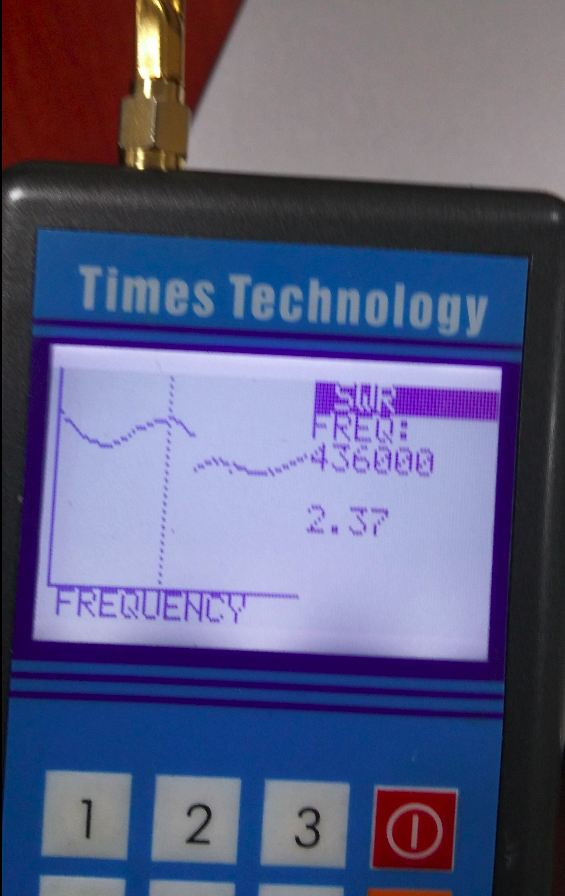 Times Technology
SWR
FREQ:
436000
2.37
FREQUENCY
1 2 3